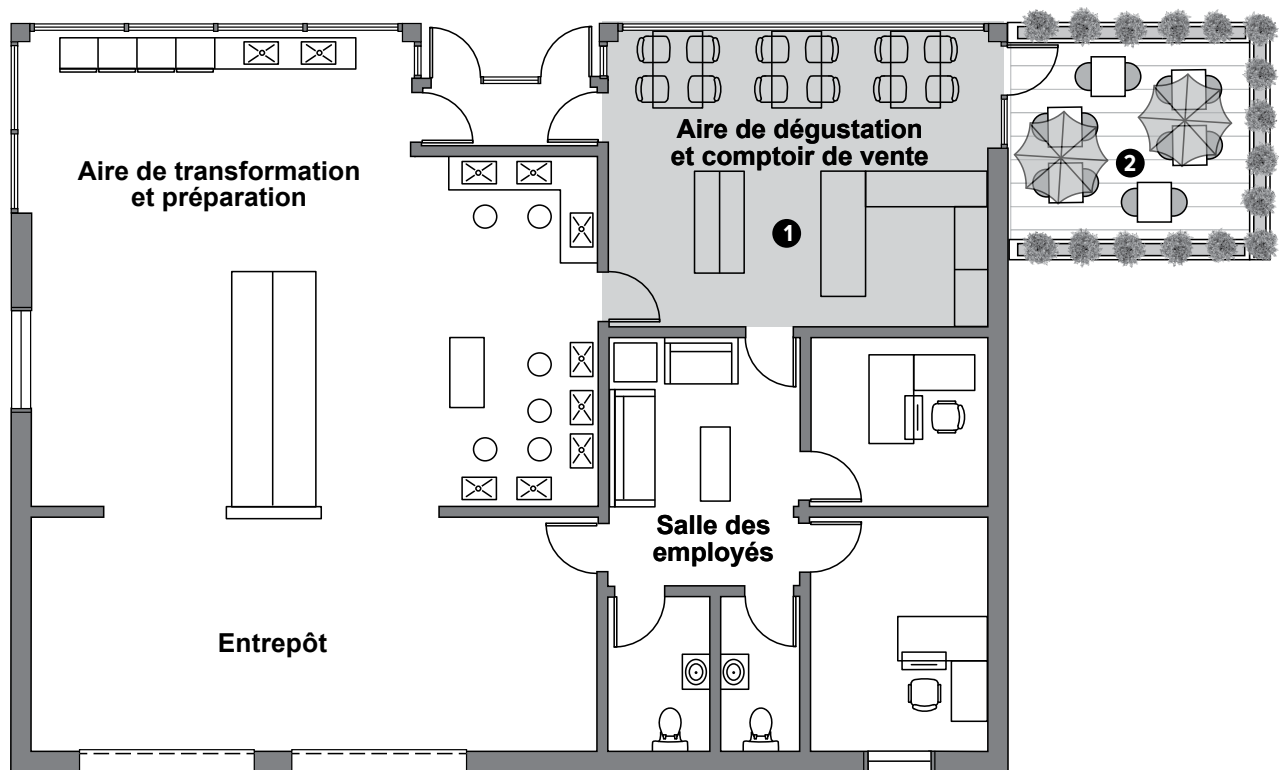 Aire de transformation
et préparation
Aire de dégustation
et comptoir de vente
1
2
Salle des
employés
Entrepôt